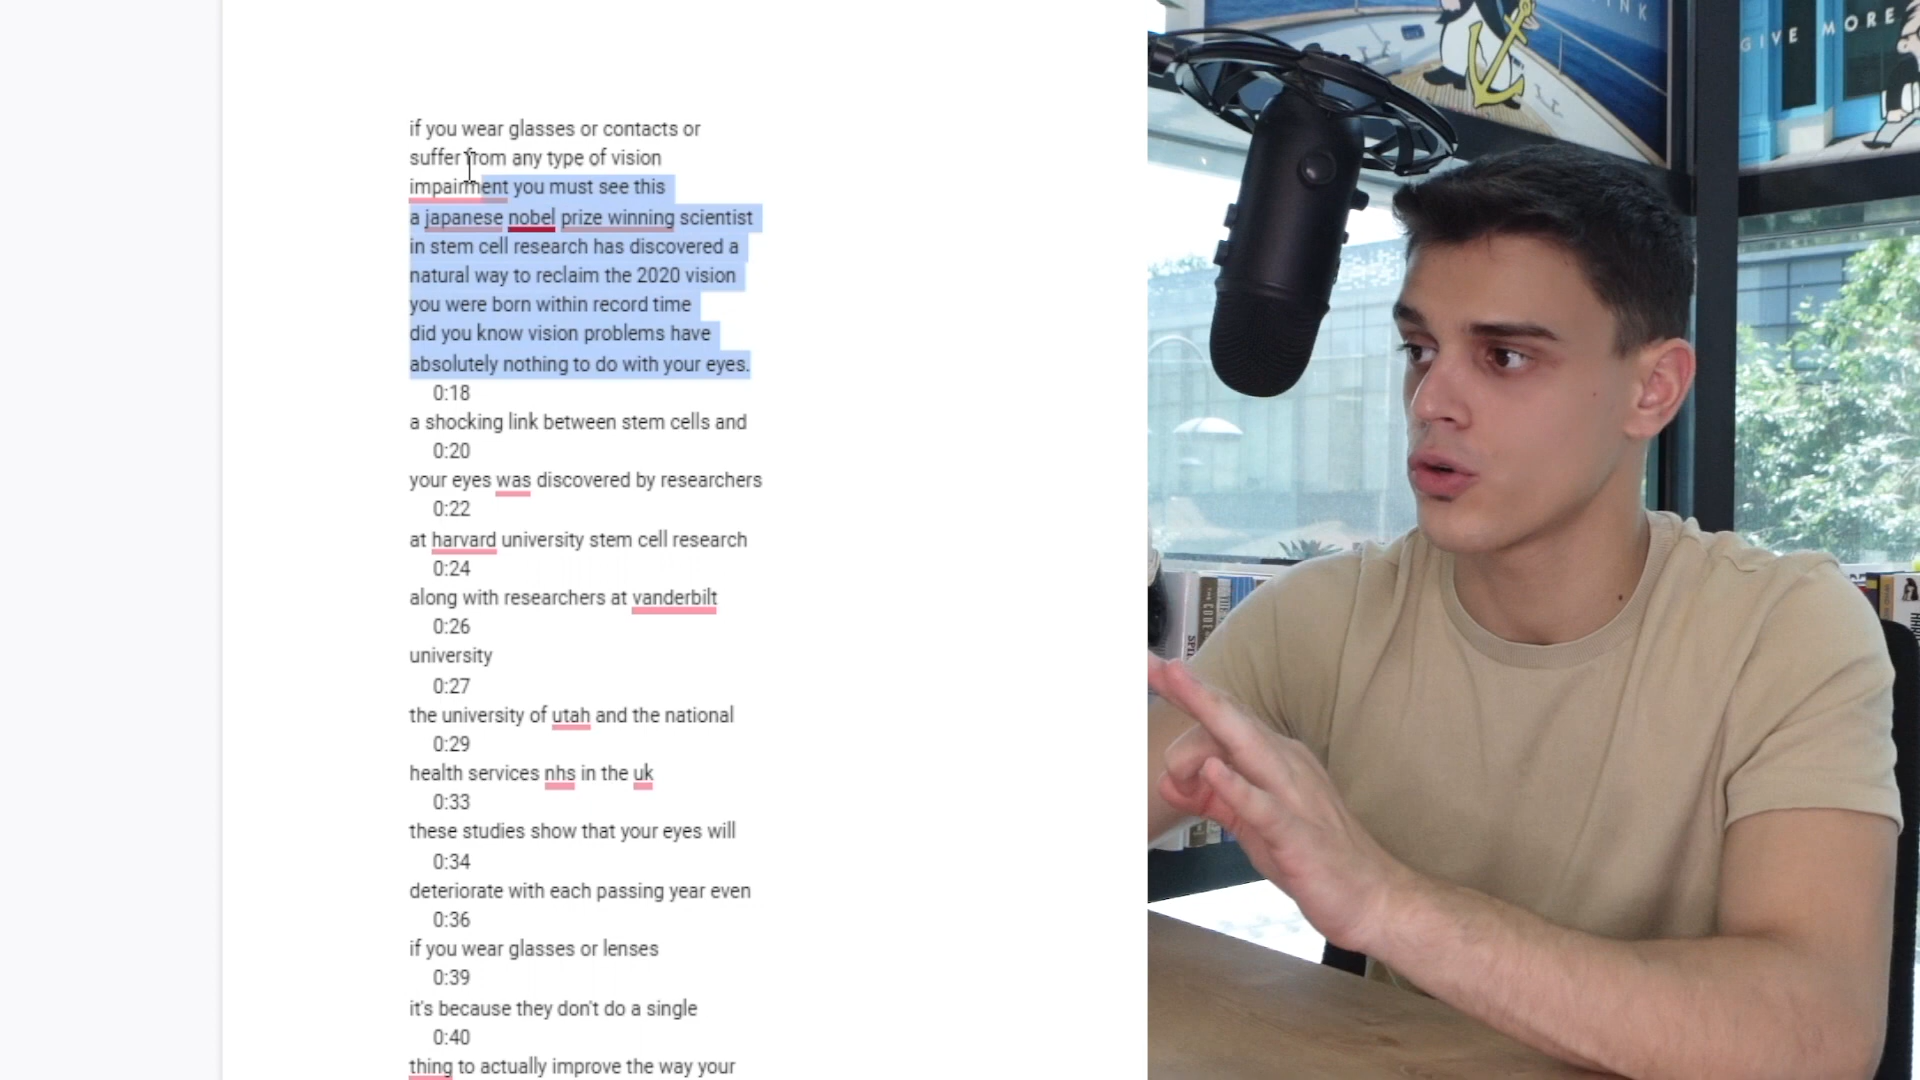 if you wear glasses or contacts or
suffer from any type of vision
impairment you must see this
a japanese nobel prize winning scientist
in stem cell research has discovered a
natural way to reclaim the 2020 vision
you were born within record time
did you know vision problems have
absolutely nothing to do with your eyes.
0:18
a shocking link between stem cells and
0:20
your eyes was discovered by researchers
0:22
at harvard university stem cell research
0:24
along with researchers at vanderbilt
0:26
university
0:27
the university of utah and the national
0:29
health services nhs in the uk
0:33
these studies show that your eyes will
0:34
deteriorate with each passing year even
0:36
if you wear glasses or lenses
0:39
it's because they don't do a single
0:40
thing to actually improve the way your
GIVE MORE